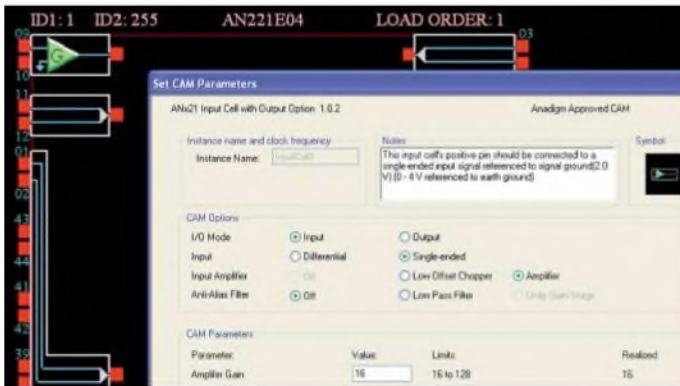 ID1: 1 ID2: 255 AN221E04 LOAD ORDER: 1
09
03
10
11
12
01
02
43
44
41
42
39
G
Set CAM Parameters
ANx21 Input Cell with Output Option 1.0.2 Anadigm Approved CAM
Instance name and clock frequency
Instance Name:
Notes
This input cell's positive pin should be connected to a
single-ended input signal referenced to signal ground(2.0
V) (0 - 4 V referenced to earth ground)
Symbol
CAM Options
I/O Mode Input Output
Input Differential Single-ended
Input Amplifier Off Low Offset Chopper Amplifier
Anti-Alias Filter Off Low Pass Filter Unity Gain Stage
CAM Parameters
Parameter: Value: Limits: Realized
Amplifier Gain 16 16 to 128 16